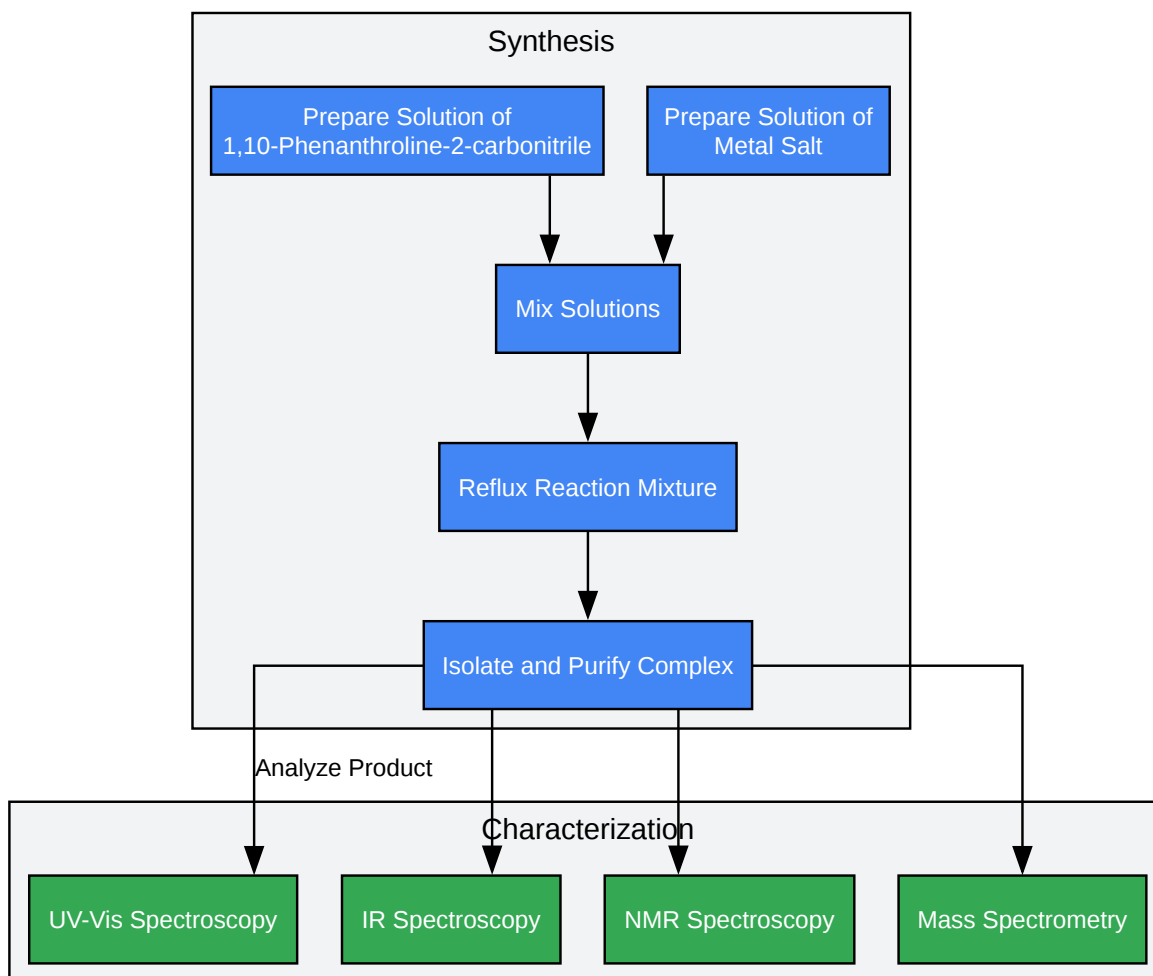 Synthesis
Prepare Solution of
1,10-Phenanthroline-2-carbonitrile
Prepare Solution of
Metal Salt
Mix Solutions
Reflux Reaction Mixture
Isolate and Purify Complex
Analyze Product
Characterization
UV-Vis Spectroscopy
IR Spectroscopy
NMR Spectroscopy
Mass Spectrometry